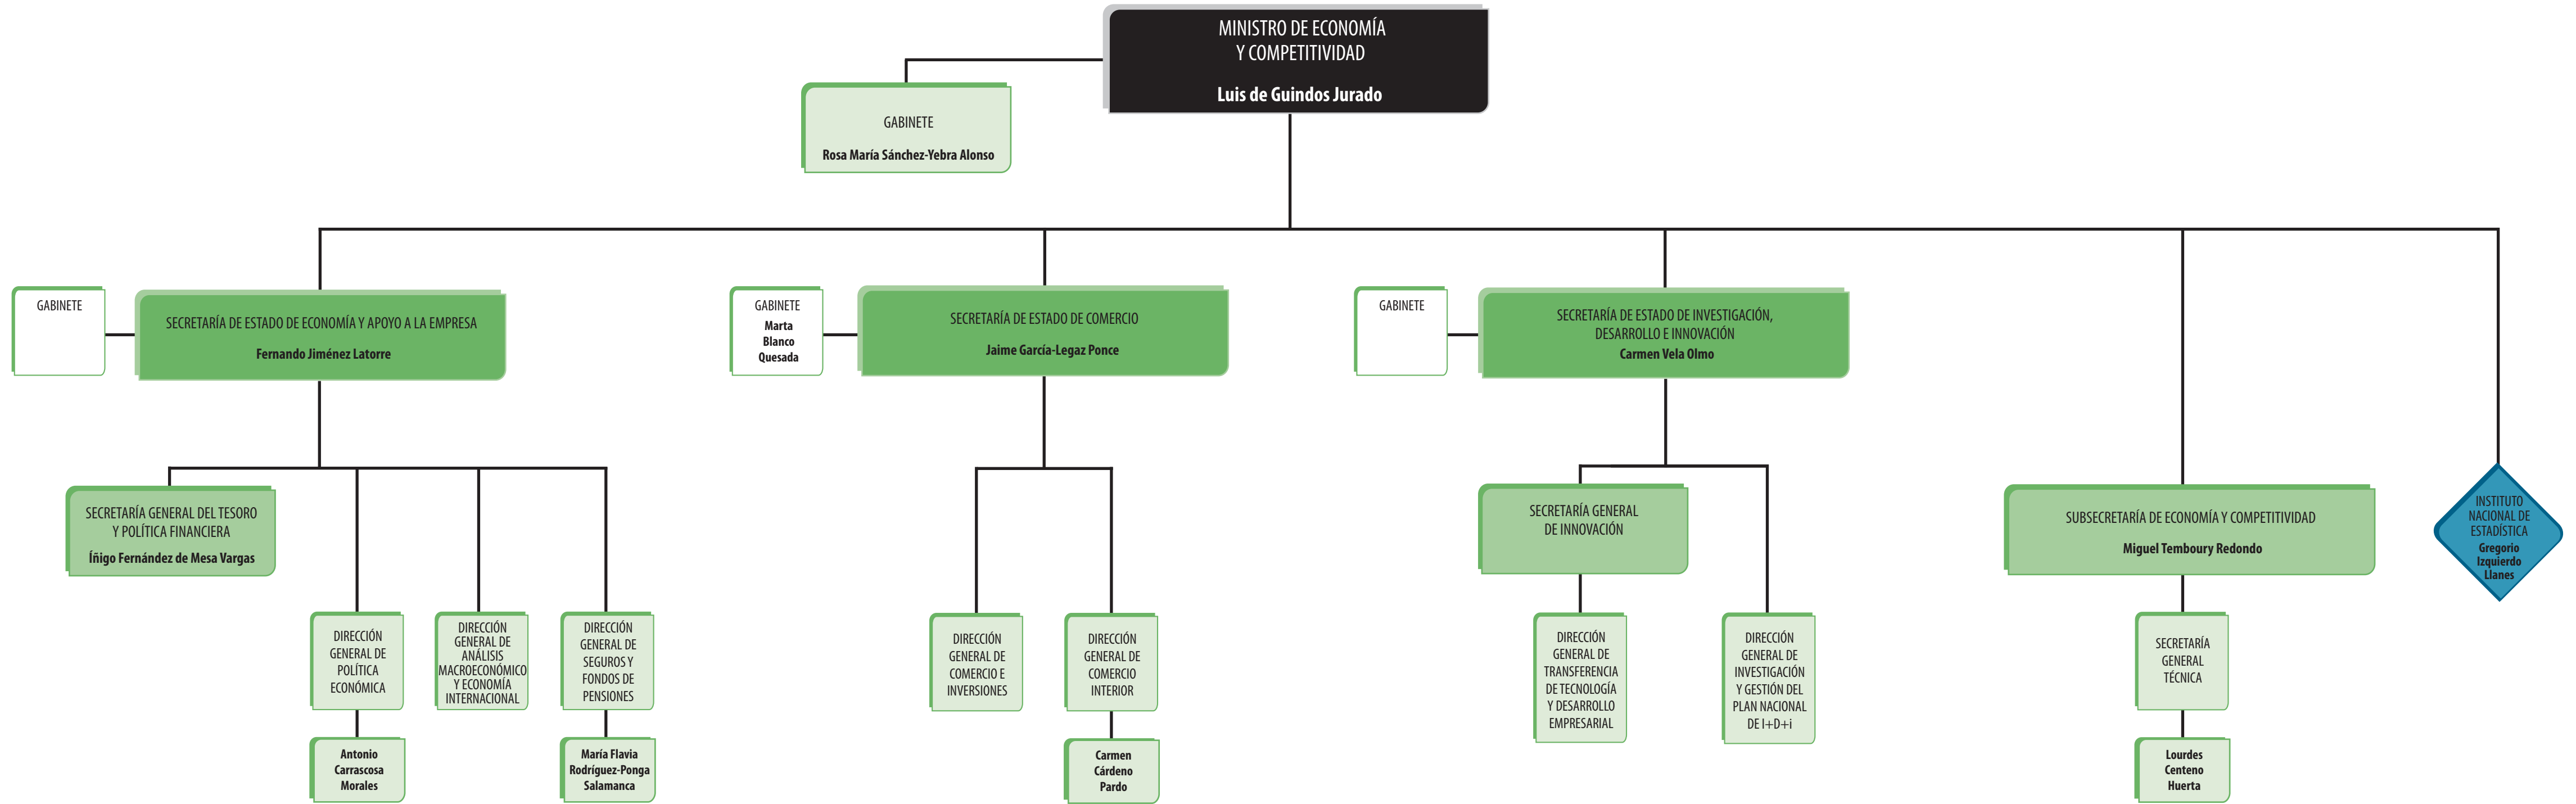 MINISTRO DE ECONOMÍA
Y COMPETITIVIDAD
Luis de Guindos Jurado
GABINETE
Rosa María Sánchez-Yebra Alonso
GABINETE
SECRETARÍA DE ESTADO DE ECONOMÍA Y APOYO A LA EMPRESA
Fernando Jiménez Latorre
GABINETE
Marta
Blanco
Quesada
SECRETARÍA DE ESTADO DE COMERCIO
Jaime García-Legaz Ponce
GABINETE
SECRETARÍA DE ESTADO DE INVESTIGACIÓN,
DESARROLLO E INNOVACIÓN
Carmen Vela Olmo
SECRETARÍA GENERAL DEL TESORO
Y POLÍTICA FINANCIERA
Íñigo Fernández de Mesa Vargas
SECRETARÍA GENERAL
DE INNOVACIÓN
SUBSECRETARÍA DE ECONOMÍA Y COMPETITIVIDAD
Miguel Temboury Redondo
INSTITUTO
NACIONAL DE
ESTADÍSTICA
Gregorio
Izquierdo
Llanes
DIRECCIÓN
GENERAL DE
POLÍTICA
ECONÓMICA
DIRECCIÓN
GENERAL DE
ANÁLISIS
MACROECONÓMICO
Y ECONOMÍA
INTERNACIONAL
DIRECCIÓN
GENERAL DE
SEGUROS Y
FONDOS DE
PENSIONES
DIRECCIÓN
GENERAL DE
COMERCIO E
INVERSIONES
DIRECCIÓN
GENERAL DE
COMERCIO
INTERIOR
DIRECCIÓN
GENERAL DE
TRANSFERENCIA
DE TECNOLOGÍA
Y DESARROLLO
EMPRESARIAL
DIRECCIÓN
GENERAL DE
INVESTIGACIÓN
Y GESTIÓN DEL
PLAN NACIONAL
DE I+D+i
SECRETARÍA
GENERAL
TÉCNICA
Antonio
Carrascosa
Morales
María Flavia
Rodríguez-Ponga
Salamanca
Carmen
Cárdeno
Pardo
Lourdes
Centeno
Huerta